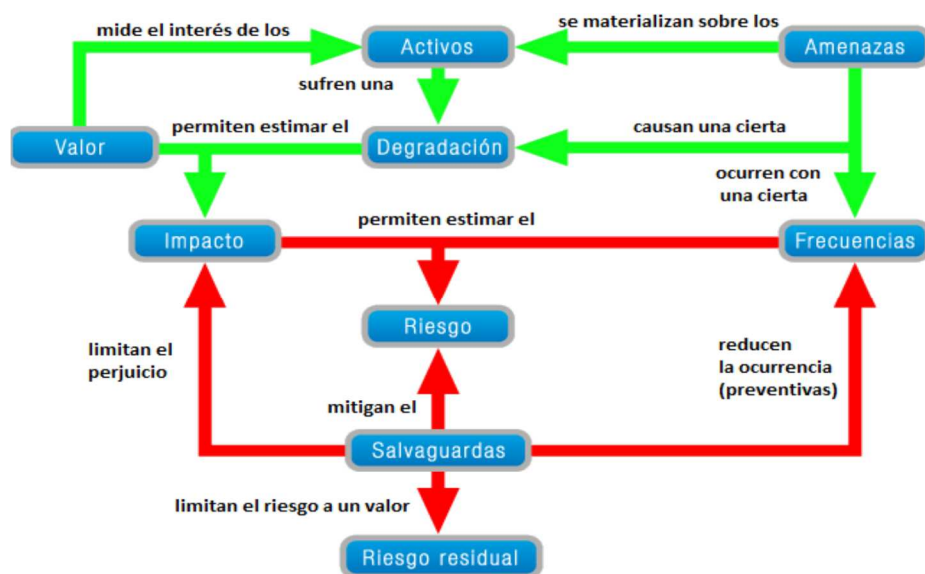 mide el interés de los
Activos
se materializan sobre los
Amenazas
sufren una
Valor
permiten estimar el
Degradación
causan una cierta
ocurren con
una cierta
Impacto
permiten estimar el
Frecuencias
Riesgo
limitan el
perjuicio
reducen
la ocurrencia
(preventivas)
mitigan el
Salvaguardas
limitan el riesgo a un valor
Riesgo residual